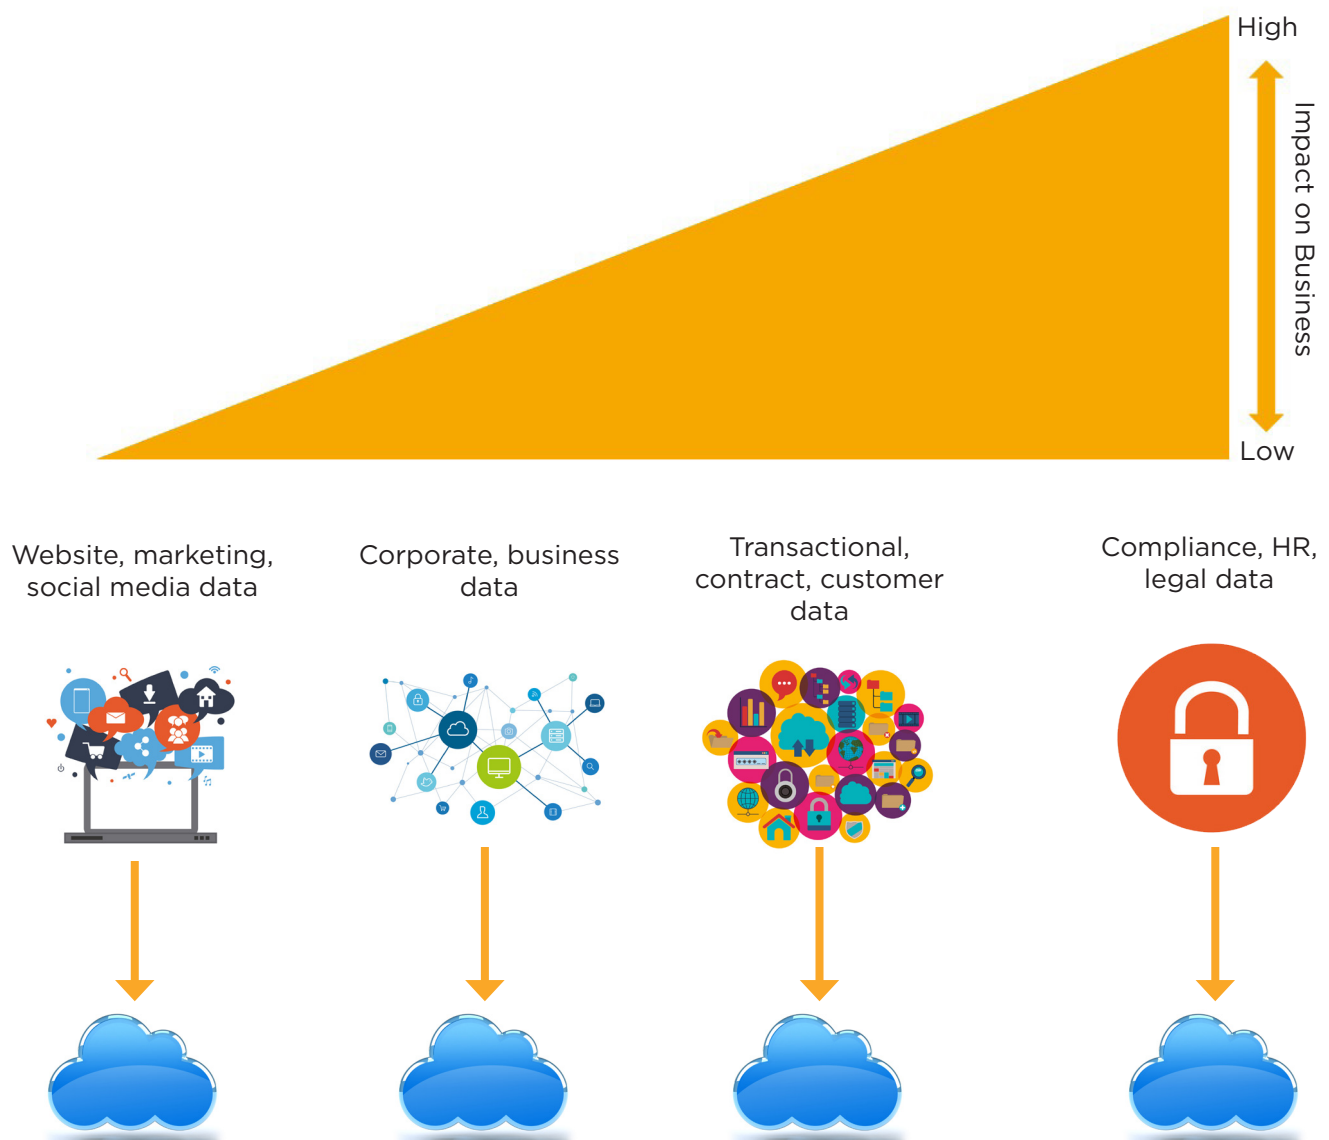 High
Impact on Business
Low
Website, marketing,
social media data
Corporate, business
data
Transactional,
contract, customer
data
Compliance, HR,
legal data